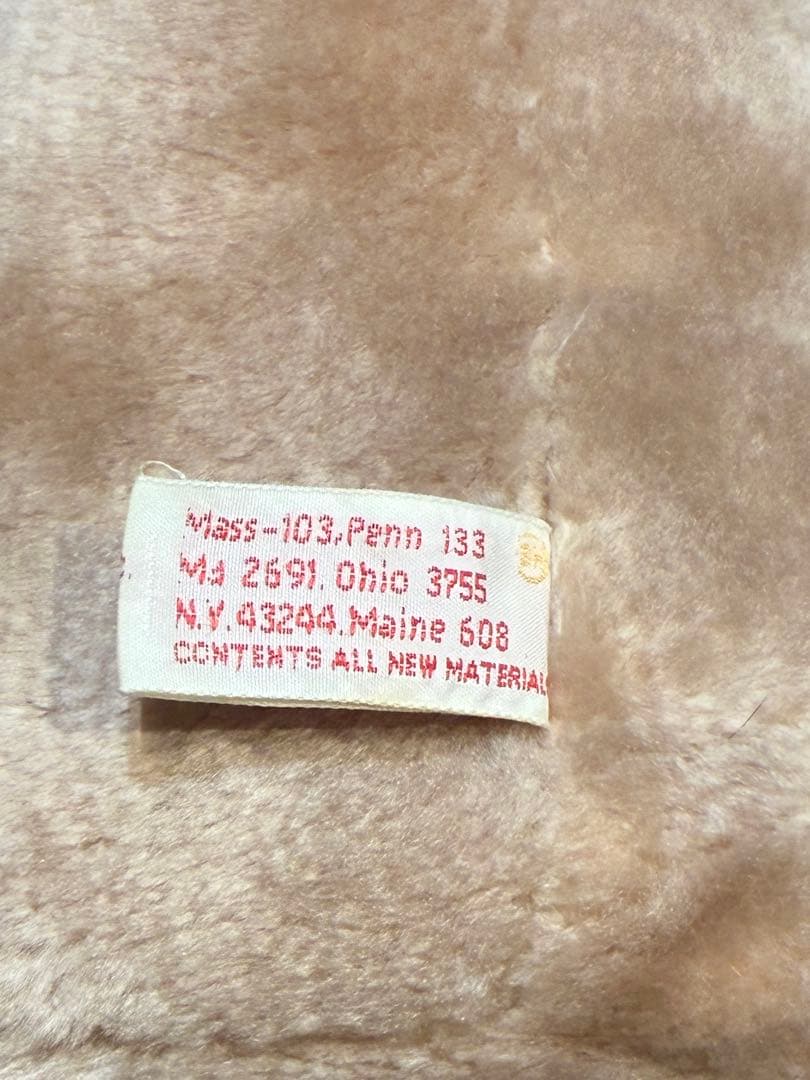 Mass-103.Penn 133
Md 2691. Ohio 3755
N.Y.43244.Maine 608
CONTENTS ALL NEW MATERIAL